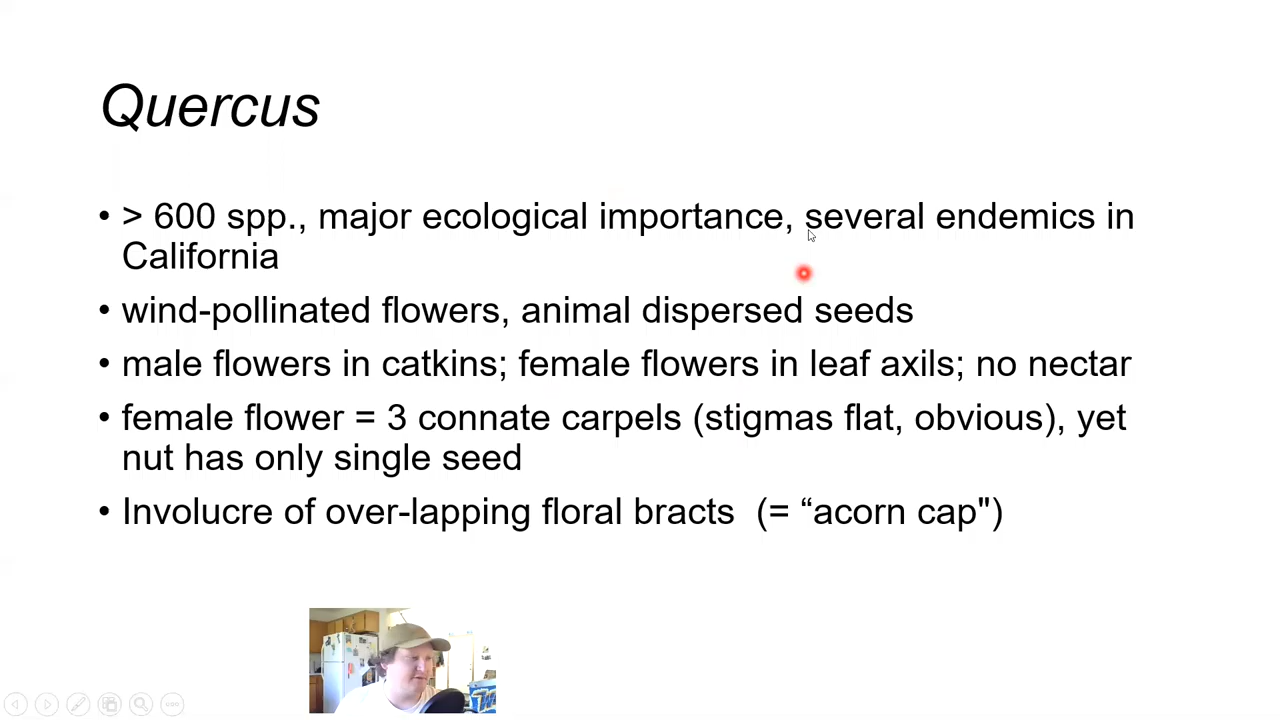 Quercus
• > 600 spp., major ecological importance, several endemics in
California
• wind-pollinated flowers, animal dispersed seeds
• male flowers in catkins; female flowers in leaf axils; no nectar
• female flower = 3 connate carpels (stigmas flat, obvious), yet
nut has only single seed
• Involucre of over-lapping floral bracts  (= “acorn cap")